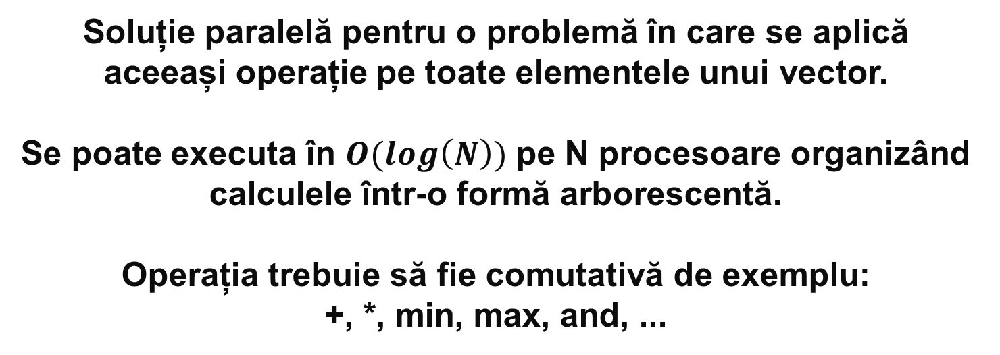 Soluție paralelă pentru o problemă în care se aplică
aceeași operație pe toate elementele unui vector.
Se poate executa în O(log(N)) pe N procesoare organizând
calculele într-o formă arborescentă.
Operația trebuie să fie comutativă de exemplu:
+, *, min, max, and, ...